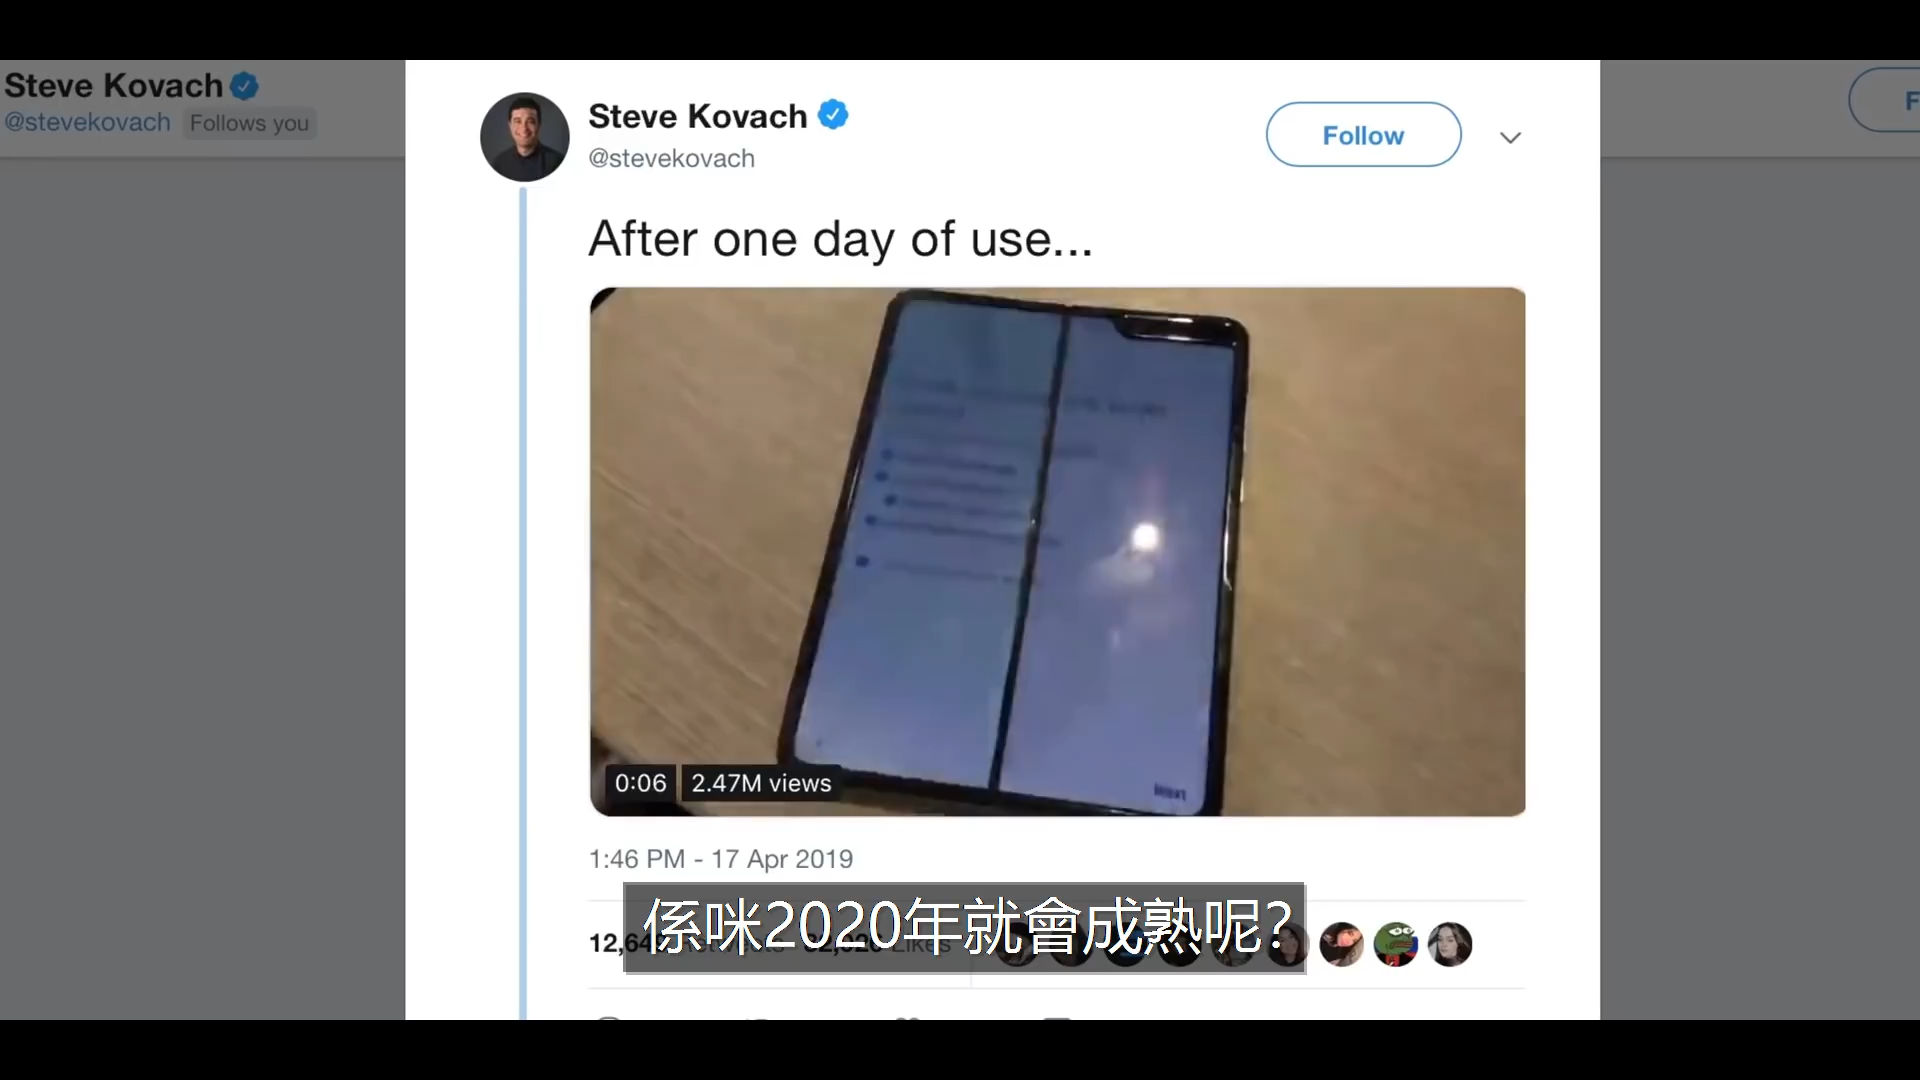 Steve Kovach
@stevekovach Follows you
Steve Kovach
@stevekovach
Follow
After one day of use...
0:06 2.47M views
Next
1:46 PM - 17 Apr 2019
係咪2020年就會成熟呢?